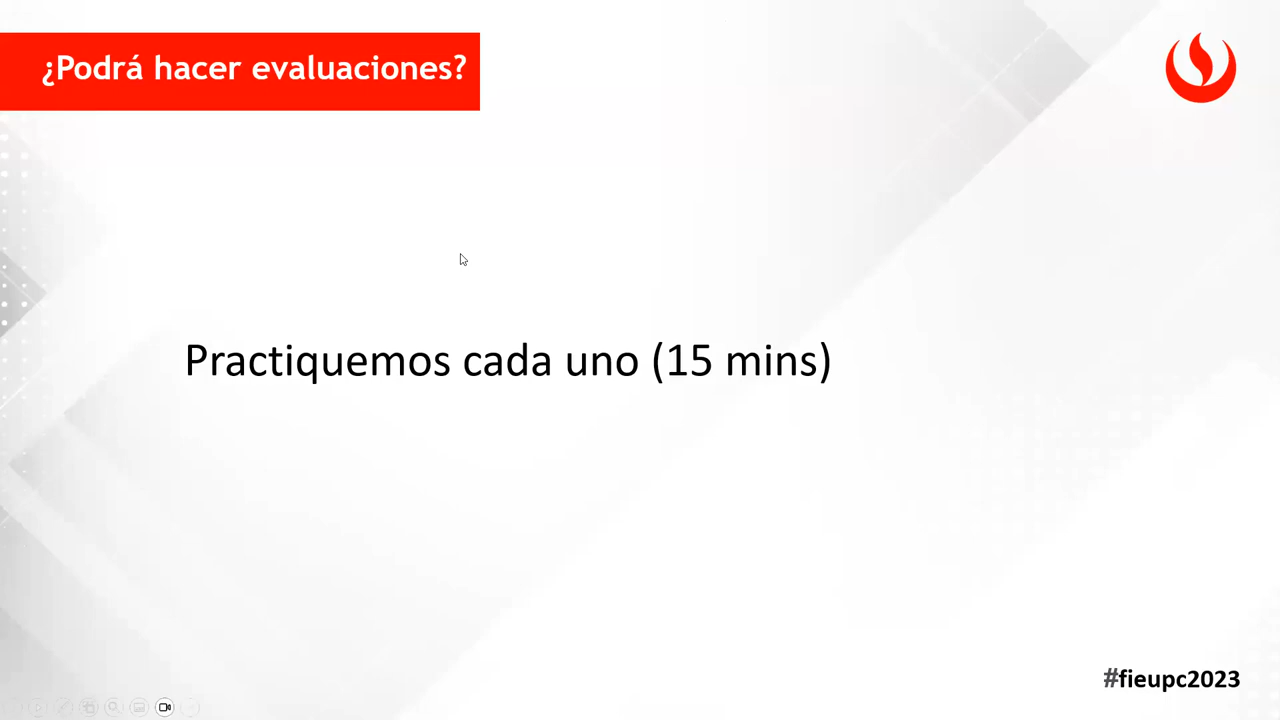 ¿Podrá hacer evaluaciones?
Practiquemos cada uno (15 mins)
#fieupc2023